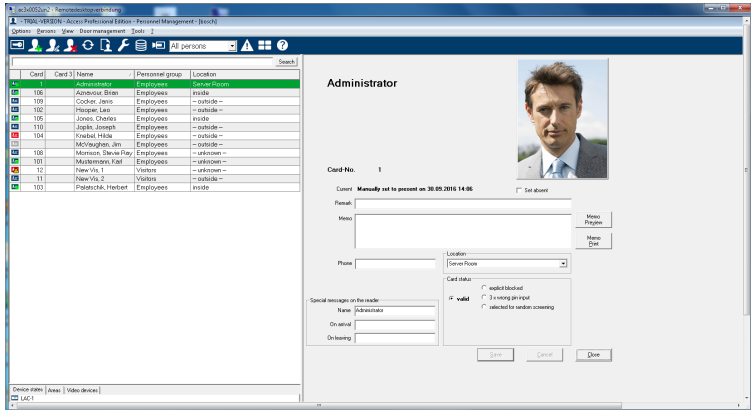 ac3x0052un2 - Remotedesktopverbindung
- TRIAL-VERSION - Access Professional Edition - Personnel Management - [bosch]
Options Persons View Door management Tools ?
All persons
Search
Card Card 3 Name Personnel group Location
1 Administrator Employees Server Room
106 Aznavour, Brian Employees inside
109 Cocker, Janis Employees -- outside --
102 Hooper, Leo Employees -- outside --
105 Jones, Charles Employees inside
110 Joplin, Joseph Employees -- outside --
104 Knebel, Hilde Employees -- outside --
McVaughan, Jim Employees -- outside --
108 Morrison, Stevie Ray Employees -- unknown --
101 Mustermann, Karl Employees -- unknown --
12 New Vis, 1 Visitors -- unknown --
11 New Vis, 2 Visitors -- outside --
103 Palatschik, Herbert Employees inside
Administrator
Card-No. 1
Current Manually set to present on 30.09.2016 14:06
Set absent
Remark
Memo
Memo Preview
Memo Print
Phone
Location
Server Room
Card status
valid
explicit blocked
3 x wrong pin input
selected for random screening
Special messages on the reader
Name Administrator
On arrival
On leaving
Save Cancel Close
Device states Areas Video devices
LAC-1